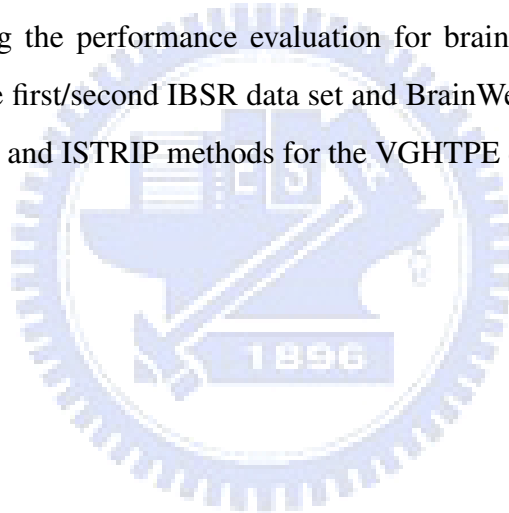 g the performance evaluation for brain
e first/second IBSR data set and BrainWe
and ISTRIP methods for the VGHTPE
1896